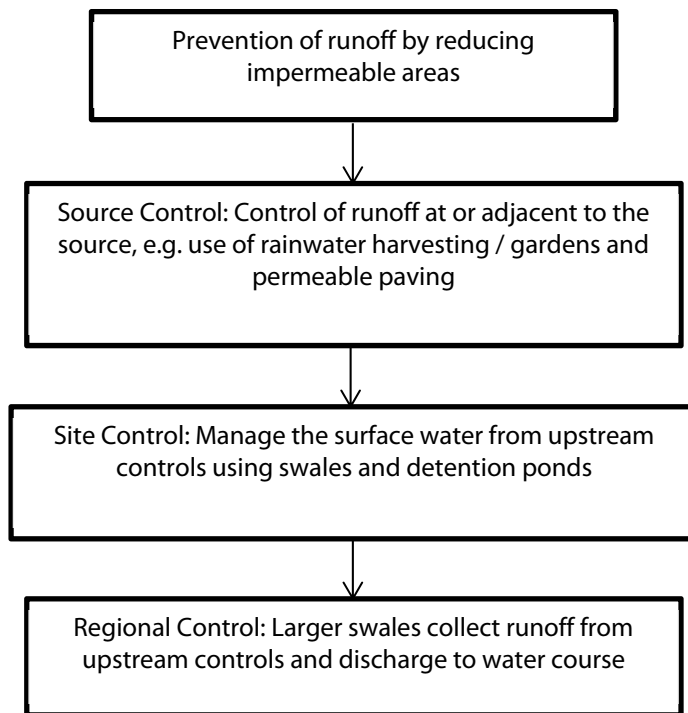 Prevention of runoff by reducing
impermeable areas
Source Control: Control of runoff at or adjacent to the
source, e.g. use of rainwater harvesting / gardens and
permeable paving
Site Control: Manage the surface water from upstream
controls using swales and detention ponds
Regional Control: Larger swales collect runoff from
upstream controls and discharge to water course